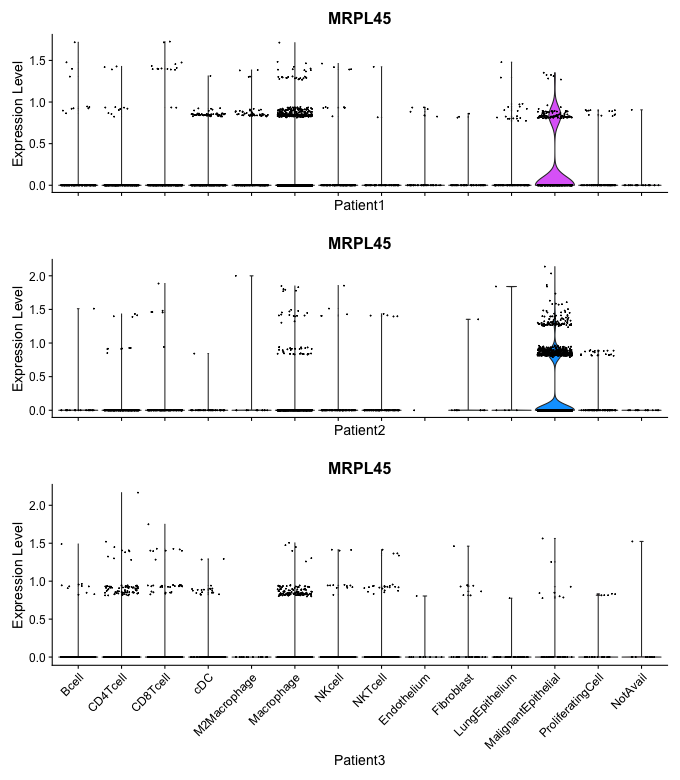 MRPL45
Expression Level
1.5
1.0
0.5
0.0
Patient1
MRPL45
Expression Level
2.0
1.5
1.0
0.5
0.0
Patient2
MRPL45
Expression Level
2.0
1.5
1.0
0.5
0.0
Bcell
CD4Tcell
CD8Tcell
cDC
M2Macrophage
Macrophage
NKcell
NKTcell
Endothelium
Fibroblast
LungEpithelium
MalignantEpithelial
ProliferatingCell
NotAvail
Patient3